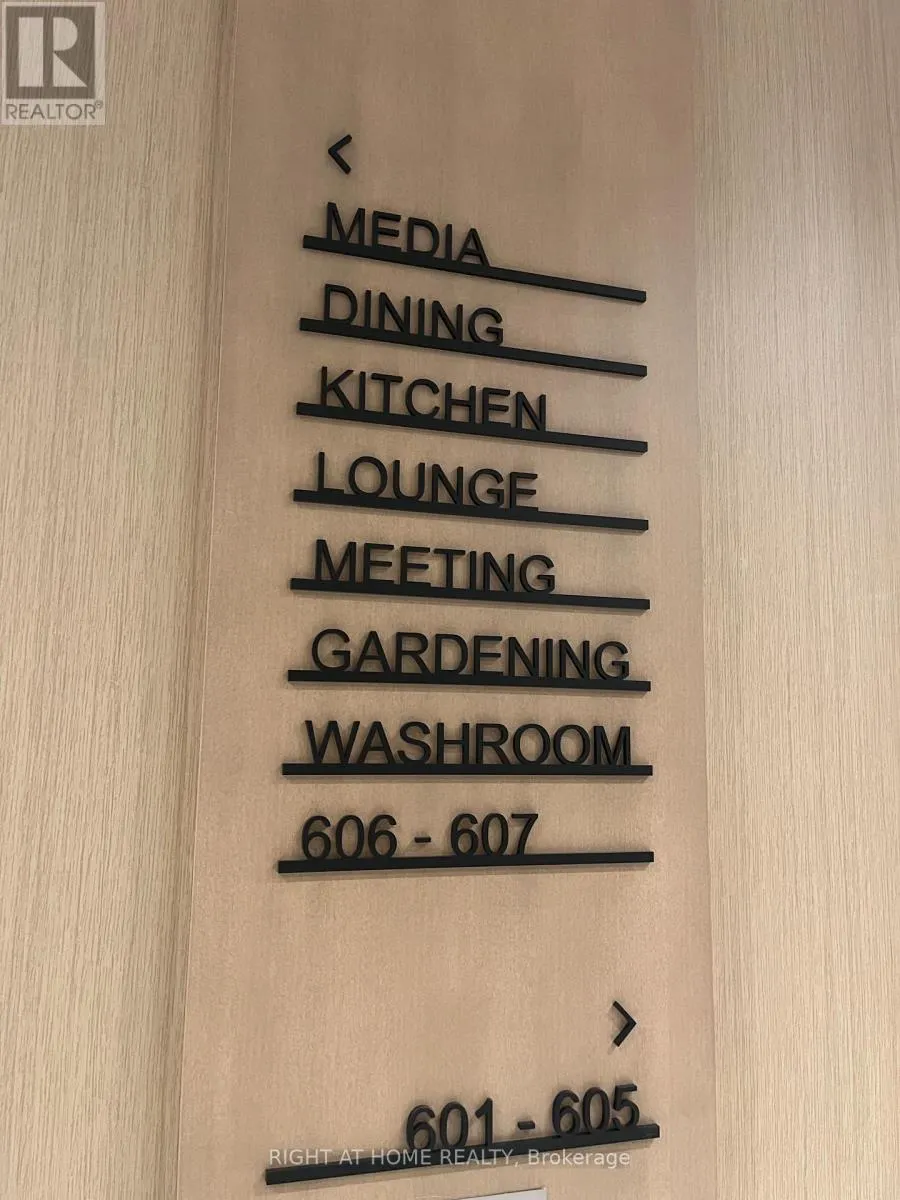 R
REALTOR®
<
MEDIA
DINING
KITCHEN
LOUNGE
MEETING
GARDENING
WASHROOM
606 - 607
>
601 - 605
RIGHT AT HOME REALTY, Brokerage